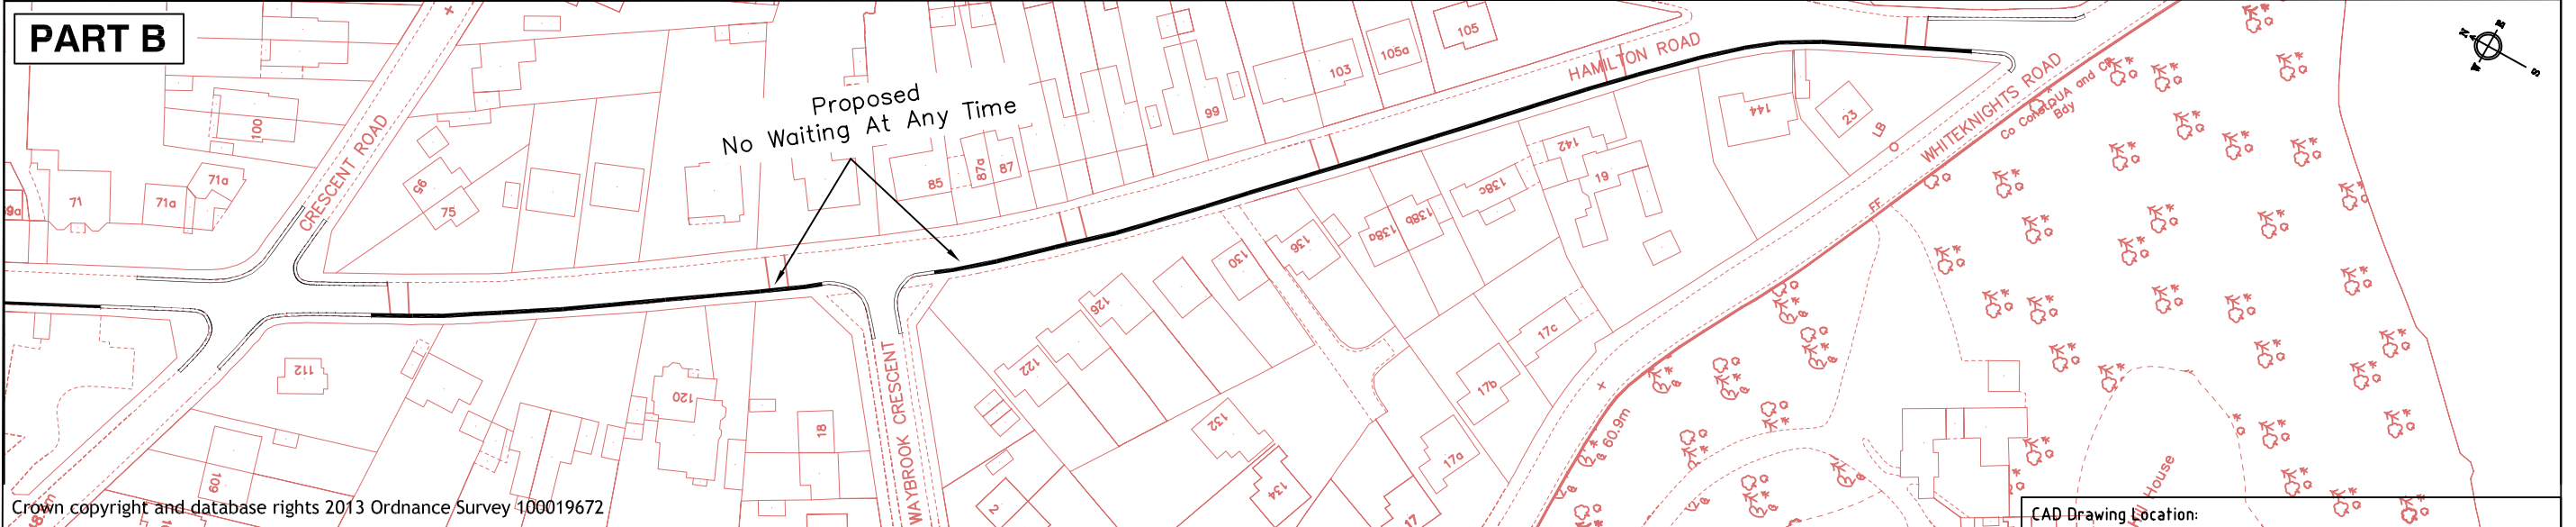 PART B
Proposed
No Waiting At Any Time
HAMILTON ROAD
CRESCENT ROAD
WHITEKNIGHTS ROAD
WAYBROOK CRESCENT
Co Const, UA and CP
Bdy
105
105a
103
99
100
71
71a
71a
95
75
85
87a
87
144
23
LB
142
19
138c
138b
138a
136
130
126
122
120
112
109
18
132
134
2
17c
17b
17a
17
FF
60.9m
House
N
E
S
W
Crown copyright and database rights 2013 Ordnance Survey 100019672
CAD Drawing Location: